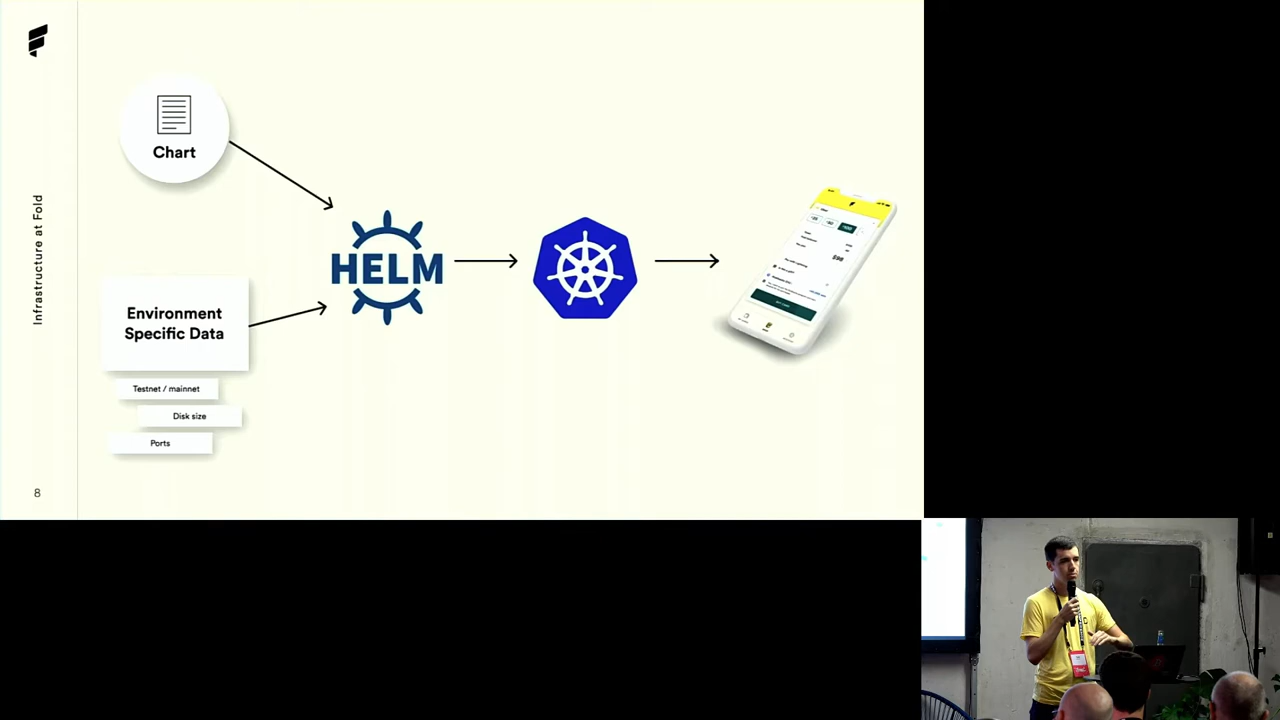 Infrastructure at Fold
8
Chart
Environment
Specific Data
Testnet / mainnet
Disk size
Ports
HELM